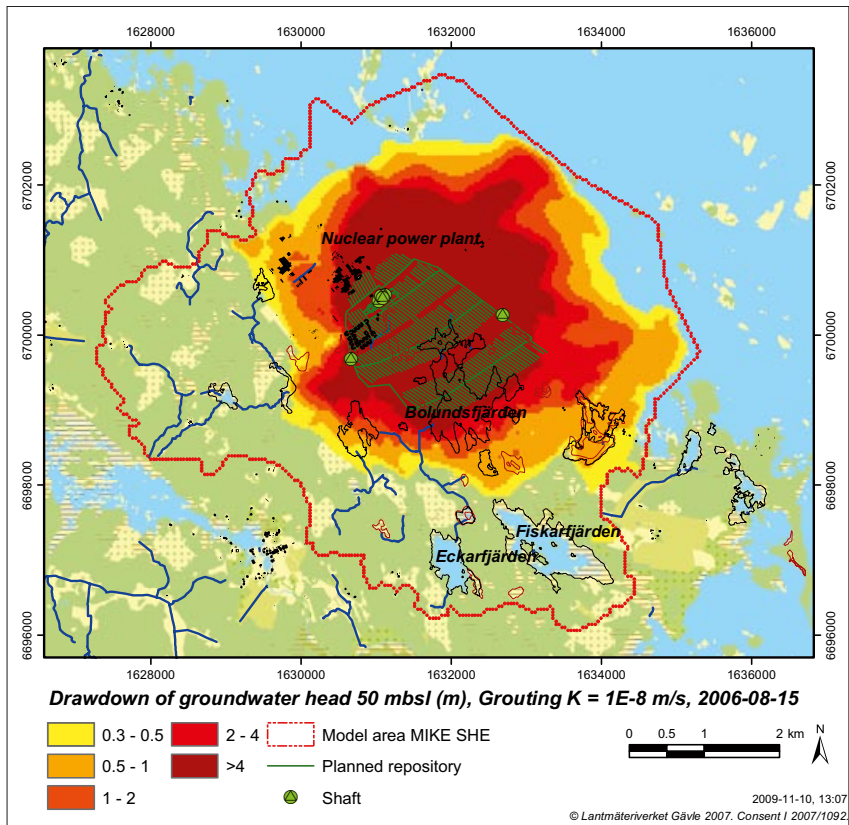 1628000 1630000 1632000 1634000 1636000
6702000 6702000
Nuclear power plant
6700000 6700000
Bolundsfjärden
6698000 6698000
Fiskarfjärden
Eckarfjärden
6696000 6696000
1628000 1630000 1632000 1634000 1636000
Drawdown of groundwater head 50 mbsl (m), Grouting K = 1E-8 m/s, 2006-08-15
0.3 - 0.5 2 - 4 Model area MIKE SHE
0 0.5 1 2 km N
0.5 - 1 >4 Planned repository
1 - 2 Shaft
2009-11-10, 13:07
© Lantmäteriverket Gävle 2007. Consent I 2007/1092.